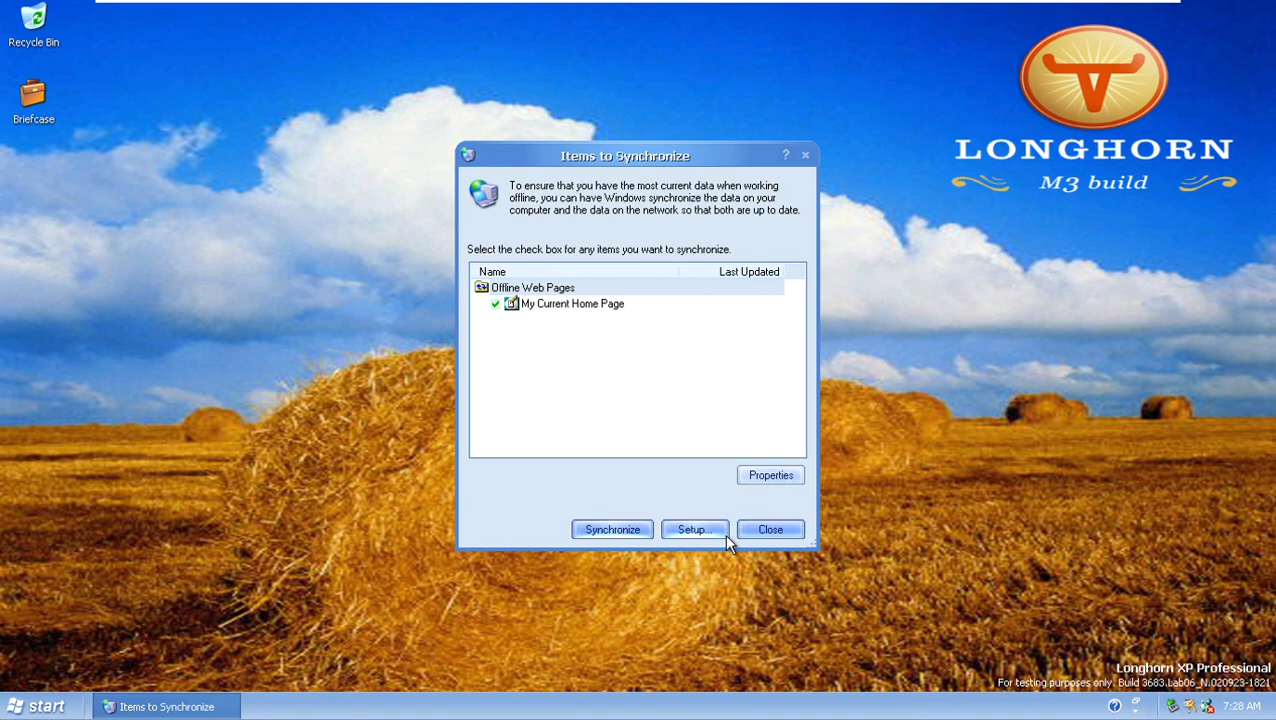 Recycle Bin
Briefcase
LONGHORN
M3 build
Items to Synchronize
To ensure that you have the most current data when working
offline, you can have Windows synchronize the data on your
computer and the data on the network so that both are up to date.
Select the check box for any items you want to synchronize.
Name Last Updated
Offline Web Pages
My Current Home Page
Properties
Synchronize Setup... Close
Longhorn XP Professional
For testing purposes only. Build 3683.Lab06_N.020923-1821
start Items to Synchronize 7:28 AM